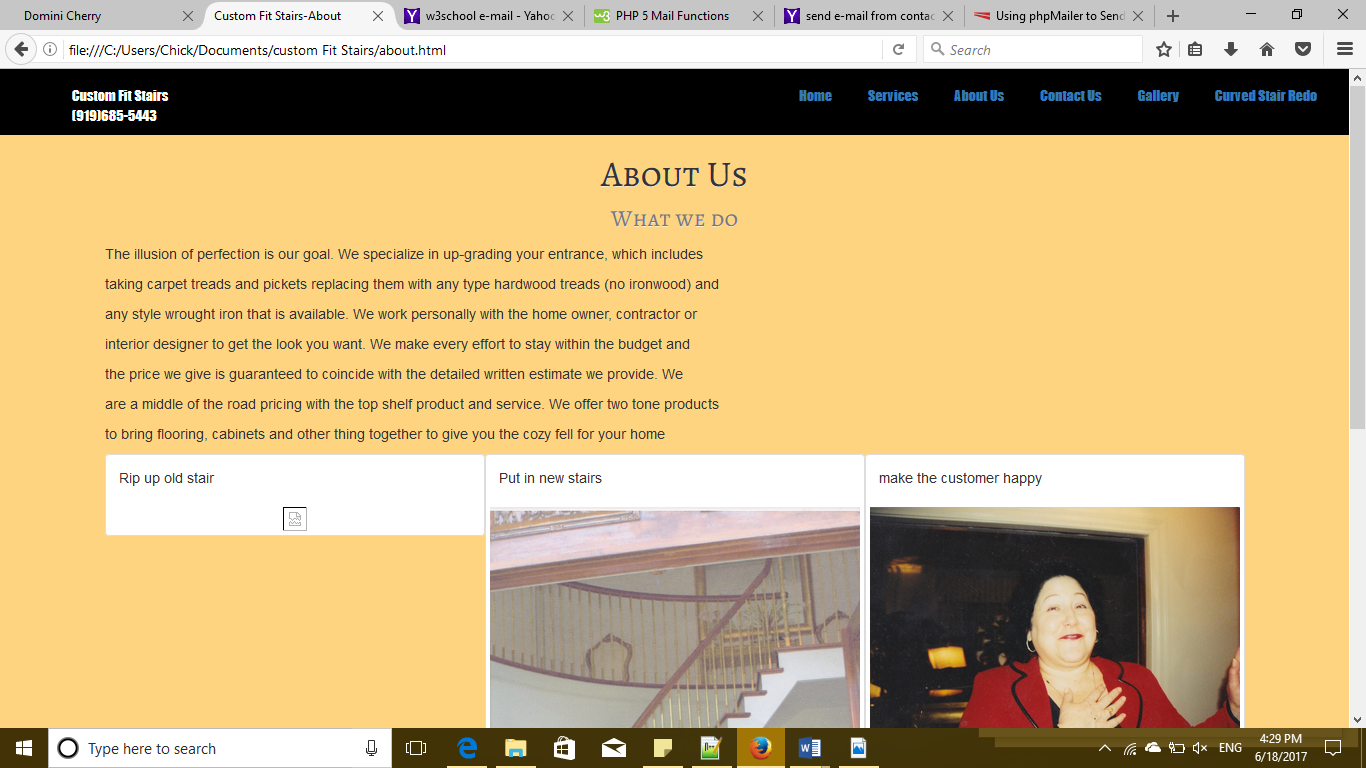 Domini Cherry
Custom Fit Stairs-About
w3school e-mail - Yahoo
PHP 5 Mail Functions
send e-mail from contac
Using phpMailer to Send
file:///C:/Users/Chick/Documents/custom Fit Stairs/about.html
Search
Custom Fit Stairs
(919)685-5443
Home Services About Us Contact Us Gallery Curved Stair Redo
About Us
What we do
The illusion of perfection is our goal. We specialize in up-grading your entrance, which includes
taking carpet treads and pickets replacing them with any type hardwood treads (no ironwood) and
any style wrought iron that is available. We work personally with the home owner, contractor or
interior designer to get the look you want. We make every effort to stay within the budget and
the price we give is guaranteed to coincide with the detailed written estimate we provide. We
are a middle of the road pricing with the top shelf product and service. We offer two tone products
to bring flooring, cabinets and other thing together to give you the cozy fell for your home
Rip up old stair
Put in new stairs
make the customer happy
Type here to search
ENG
4:29 PM
6/18/2017